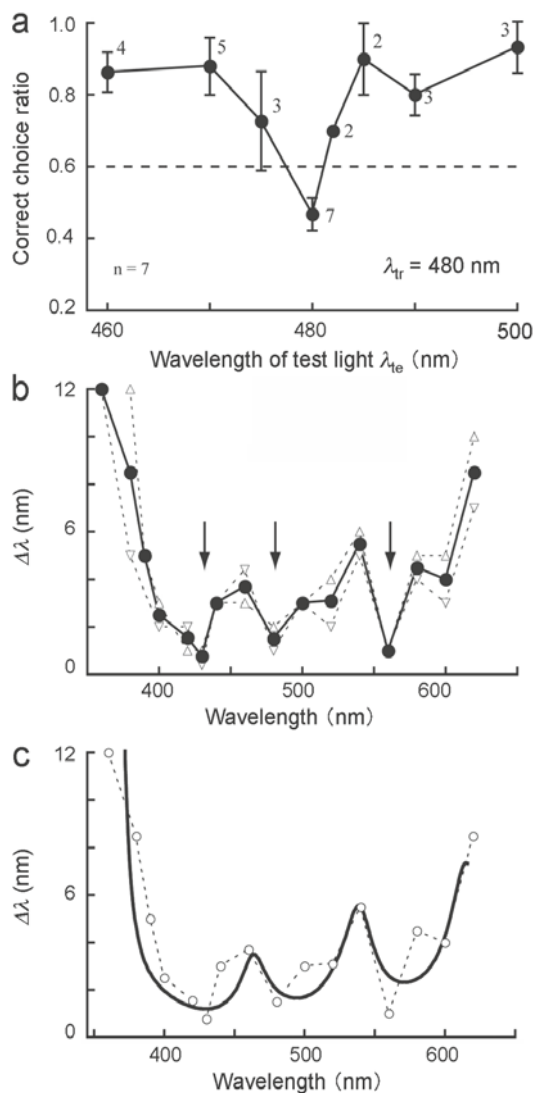 a
Correct choice ratio
1.0
0.8
0.6
0.4
0.2
4
5
3
7
2
2
3
3
n = 7
λtr = 480 nm
460
480
500
Wavelength of test light λte (nm)
b
Δλ (nm)
12
6
0
400
500
600
Wavelength (nm)
c
Δλ (nm)
12
6
0
400
500
600
Wavelength (nm)